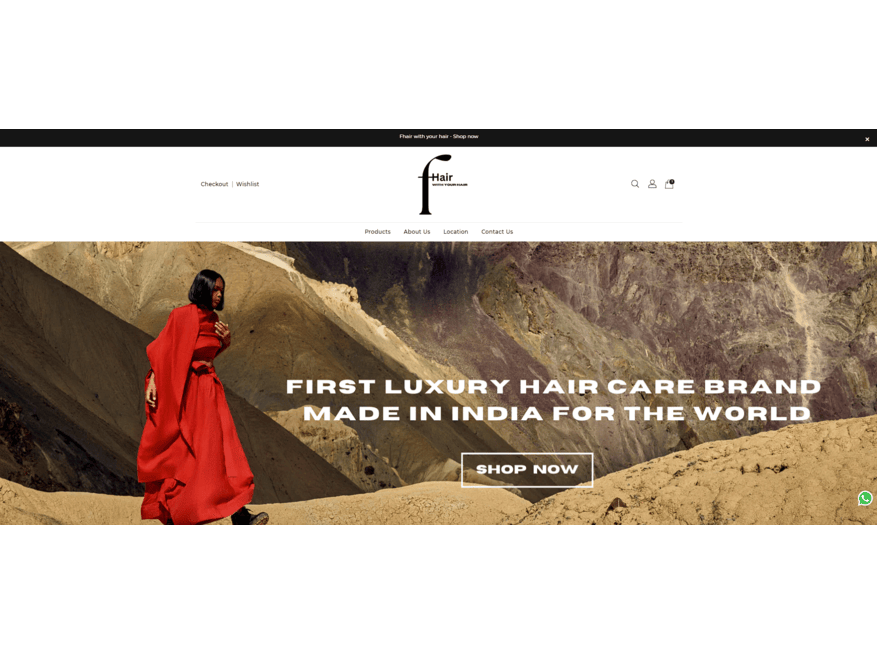 Fhair with your hair - Shop now
Checkout | Wishlist
f Hair
WITH YOUR HAIR
Products About Us Location Contact Us
FIRST LUXURY HAIR CARE BRAND
MADE IN INDIA FOR THE WORLD
SHOP NOW